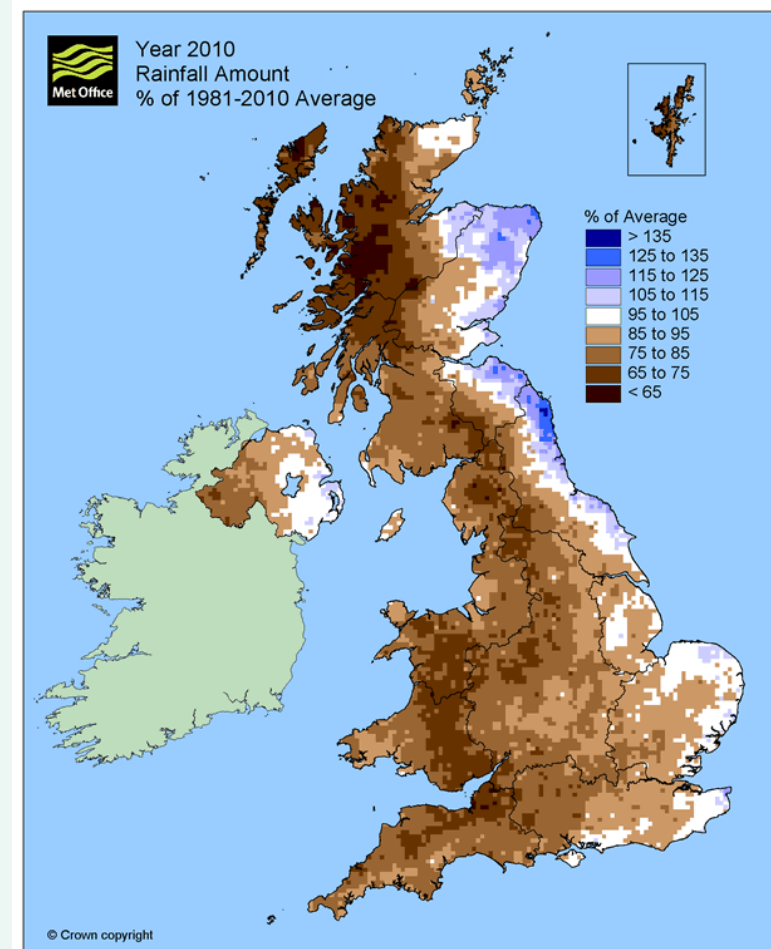 Met Office
Year 2010
Rainfall Amount
% of 1981-2010 Average
% of Average
> 135
125 to 135
115 to 125
105 to 115
95 to 105
85 to 95
75 to 85
65 to 75
< 65
© Crown copyright